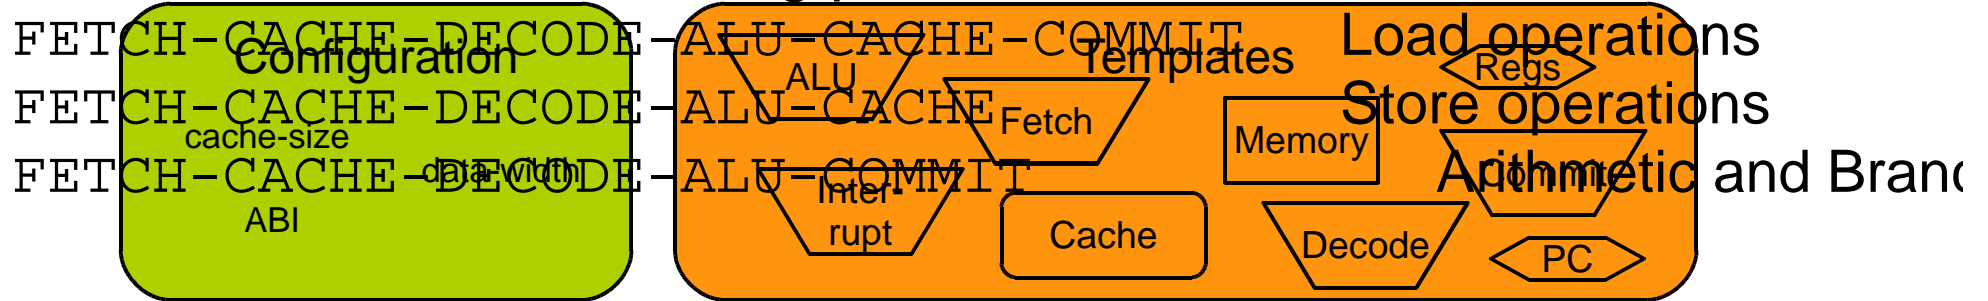 FETCH-CACHE-DECODE-ALU-CACHE-COMMIT Load operations
FETCH-CACHE-DECODE-ALU-CACHE Store operations
FETCH-CACHE-DECODE-ALU-COMMIT Arithmetic and Branc
Configuration
cache-size
data-width
ABI
Templates
ALU
Fetch
Memory
Regs
Commit
Inter-
rupt
Cache
Decode
PC